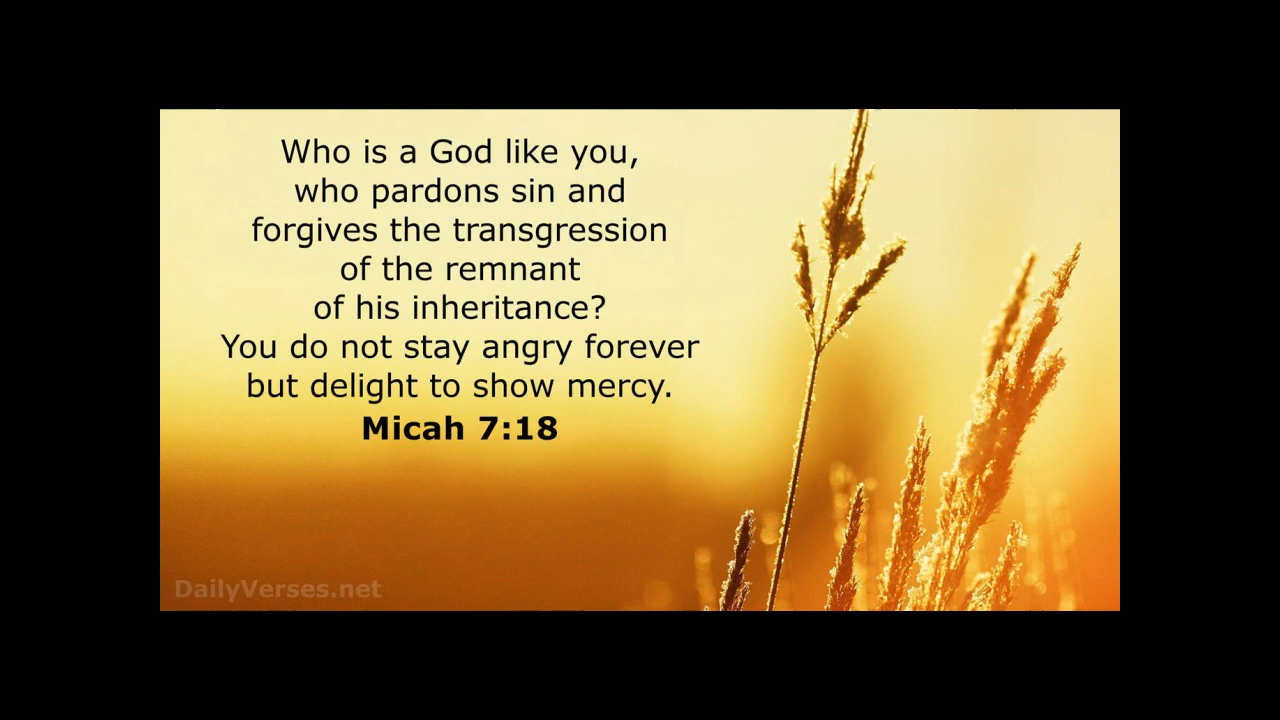 Who is a God like you,
who pardons sin and
forgives the transgression
of the remnant
of his inheritance?
You do not stay angry forever
but delight to show mercy.
Micah 7:18
DailyVerses.net